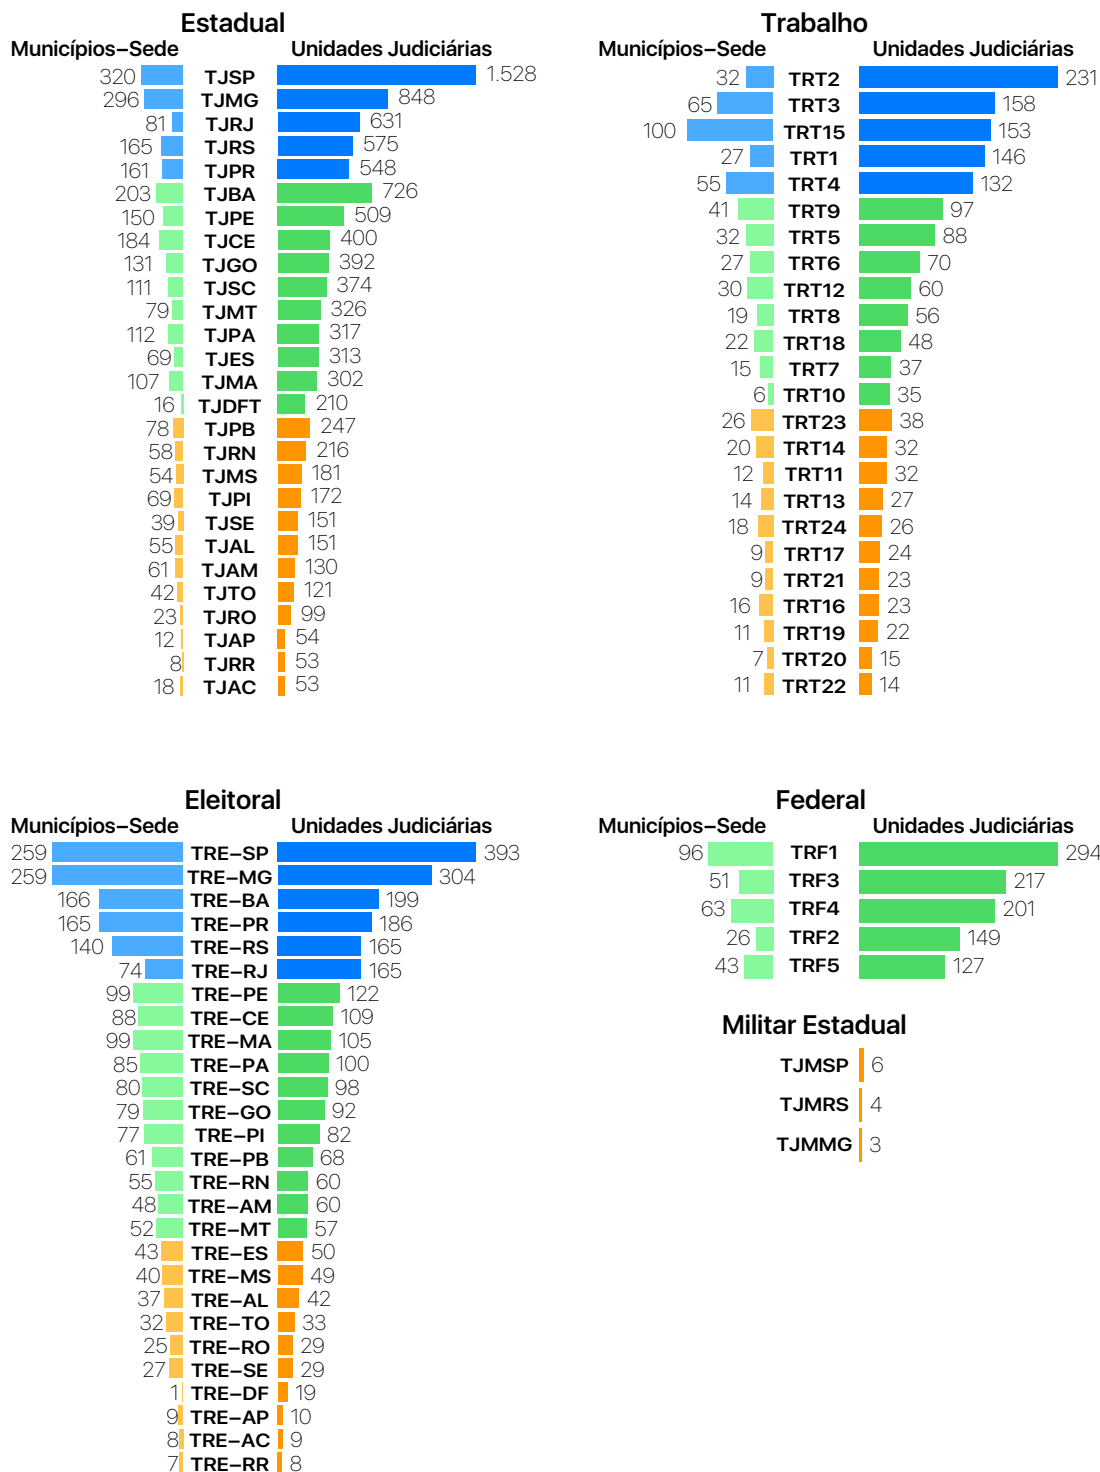 Estadual
Municípios–Sede Unidades Judiciárias
320 TJSP 1.528
296 TJMG 848
81 TJRJ 631
165 TJRS 575
161 TJPR 548
203 TJBA 726
150 TJPE 509
184 TJCE 400
131 TJGO 392
111 TJSC 374
79 TJMT 326
112 TJPA 317
69 TJES 313
107 TJMA 302
16 TJDFT 210
78 TJPB 247
58 TJRN 216
54 TJMS 181
69 TJPI 172
39 TJSE 151
55 TJAL 151
61 TJAM 130
42 TJTO 121
23 TJRO 99
12 TJAP 54
8 TJRR 53
18 TJAC 53
Trabalho
Municípios–Sede Unidades Judiciárias
32 TRT2 231
65 TRT3 158
100 TRT15 153
27 TRT1 146
55 TRT4 132
41 TRT9 97
32 TRT5 88
27 TRT6 70
30 TRT12 60
19 TRT8 56
22 TRT18 48
15 TRT7 37
6 TRT10 35
26 TRT23 38
20 TRT14 32
12 TRT11 32
14 TRT13 27
18 TRT24 26
9 TRT17 24
9 TRT21 23
16 TRT16 23
11 TRT19 22
7 TRT20 15
11 TRT22 14
Eleitoral
Municípios–Sede Unidades Judiciárias
259 TRE–SP 393
259 TRE–MG 304
166 TRE–BA 199
165 TRE–PR 186
140 TRE–RS 165
74 TRE–RJ 165
99 TRE–PE 122
88 TRE–CE 109
99 TRE–MA 105
85 TRE–PA 100
80 TRE–SC 98
79 TRE–GO 92
77 TRE–PI 82
61 TRE–PB 68
55 TRE–RN 60
48 TRE–AM 60
52 TRE–MT 57
43 TRE–ES 50
40 TRE–MS 49
37 TRE–AL 42
32 TRE–TO 33
25 TRE–RO 29
27 TRE–SE 29
1 TRE–DF 19
9 TRE–AP 10
8 TRE–AC 9
7 TRE–RR 8
Federal
Municípios–Sede Unidades Judiciárias
96 TRF1 294
51 TRF3 217
63 TRF4 201
26 TRF2 149
43 TRF5 127
Militar Estadual
TJMSP 6
TJMRS 4
TJMMG 3